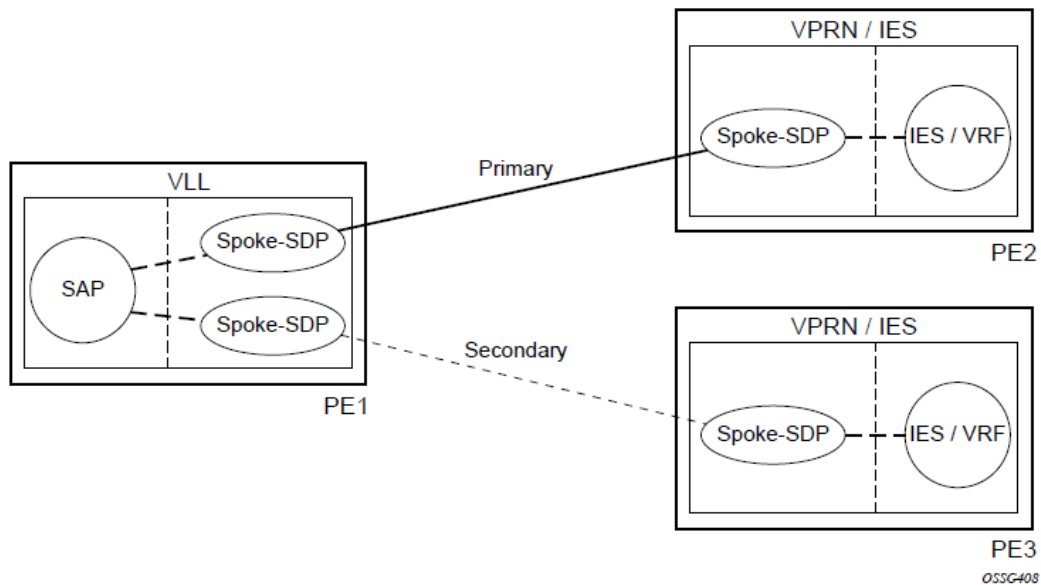 VPRN / IES
Spoke-SDP
IES / VRF
PE2
Primary
VLL
SAP
Spoke-SDP
Spoke-SDP
PE1
Secondary
VPRN / IES
Spoke-SDP
IES / VRF
PE3
OSSG408